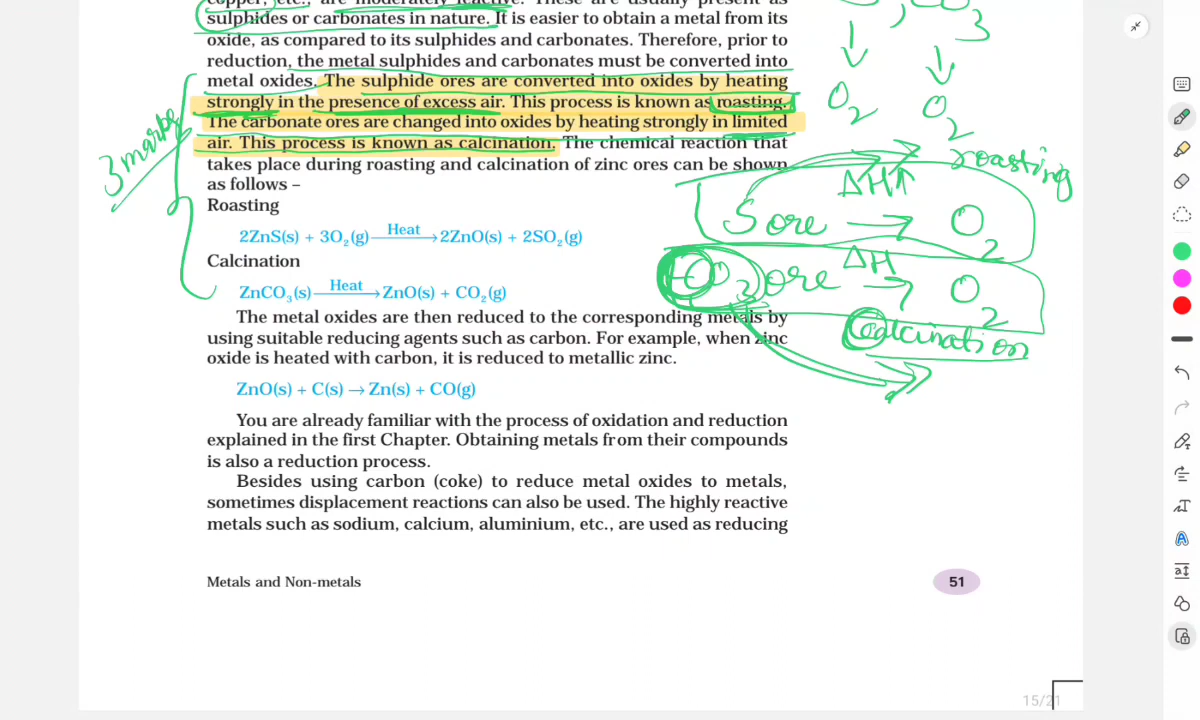 copper, etc., are moderately reactive. These are usually present as
sulphides or carbonates in nature. It is easier to obtain a metal from its
oxide, as compared to its sulphides and carbonates. Therefore, prior to
reduction, the metal sulphides and carbonates must be converted into
metal oxides. The sulphide ores are converted into oxides by heating
strongly in the presence of excess air. This process is known as roasting.
The carbonate ores are changed into oxides by heating strongly in limited
air. This process is known as calcination. The chemical reaction that
takes place during roasting and calcination of zinc ores can be shown
as follows –
Roasting
2ZnS(s) + 3O₂(g) Heat → 2ZnO(s) + 2SO₂(g)
Calcination
ZnCO₃(s) Heat → ZnO(s) + CO₂(g)
The metal oxides are then reduced to the corresponding metals by
using suitable reducing agents such as carbon. For example, when zinc
oxide is heated with carbon, it is reduced to metallic zinc.
ZnO(s) + C(s) → Zn(s) + CO(g)
You are already familiar with the process of oxidation and reduction
explained in the first Chapter. Obtaining metals from their compounds
is also a reduction process.
Besides using carbon (coke) to reduce metal oxides to metals,
sometimes displacement reactions can also be used. The highly reactive
metals such as sodium, calcium, aluminium, etc., are used as reducing
Metals and Non-metals
51
3 marks
3
↓ ↓
O₂ O₂
roasting
ΔH↑
S ore → O₂
ΔH
CO₃ ore → O₂
Calcination
15/21